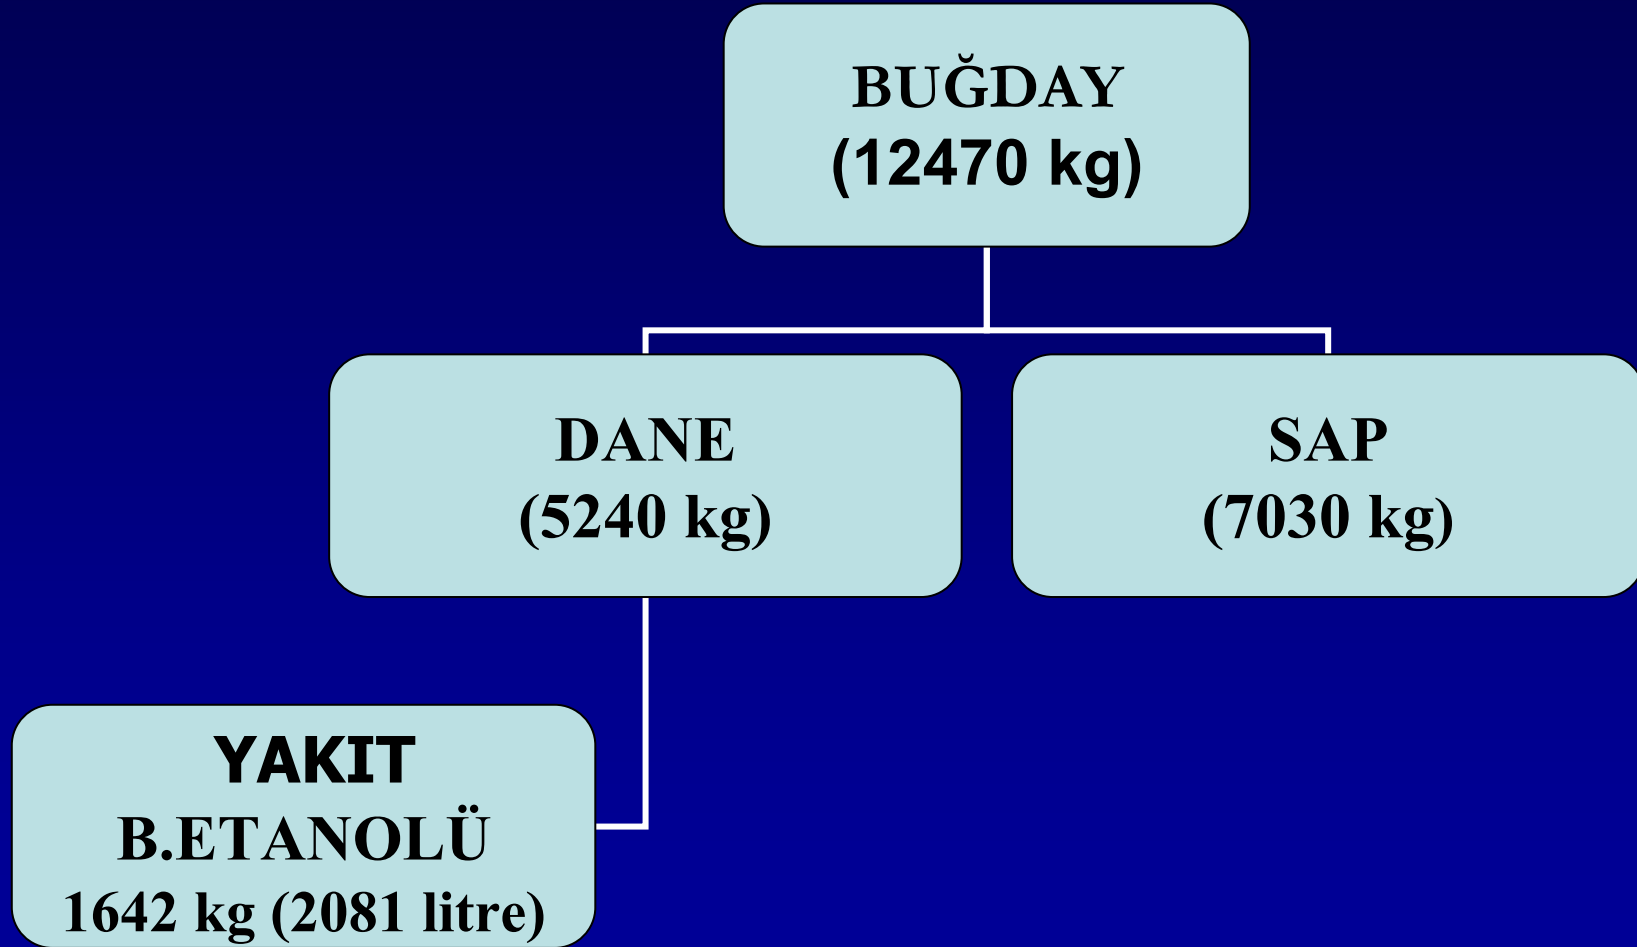 BUĞDAY
(12470 kg)
DANE
(5240 kg)
SAP
(7030 kg)
YAKIT
B.ETANOLÜ
1642 kg (2081 litre)